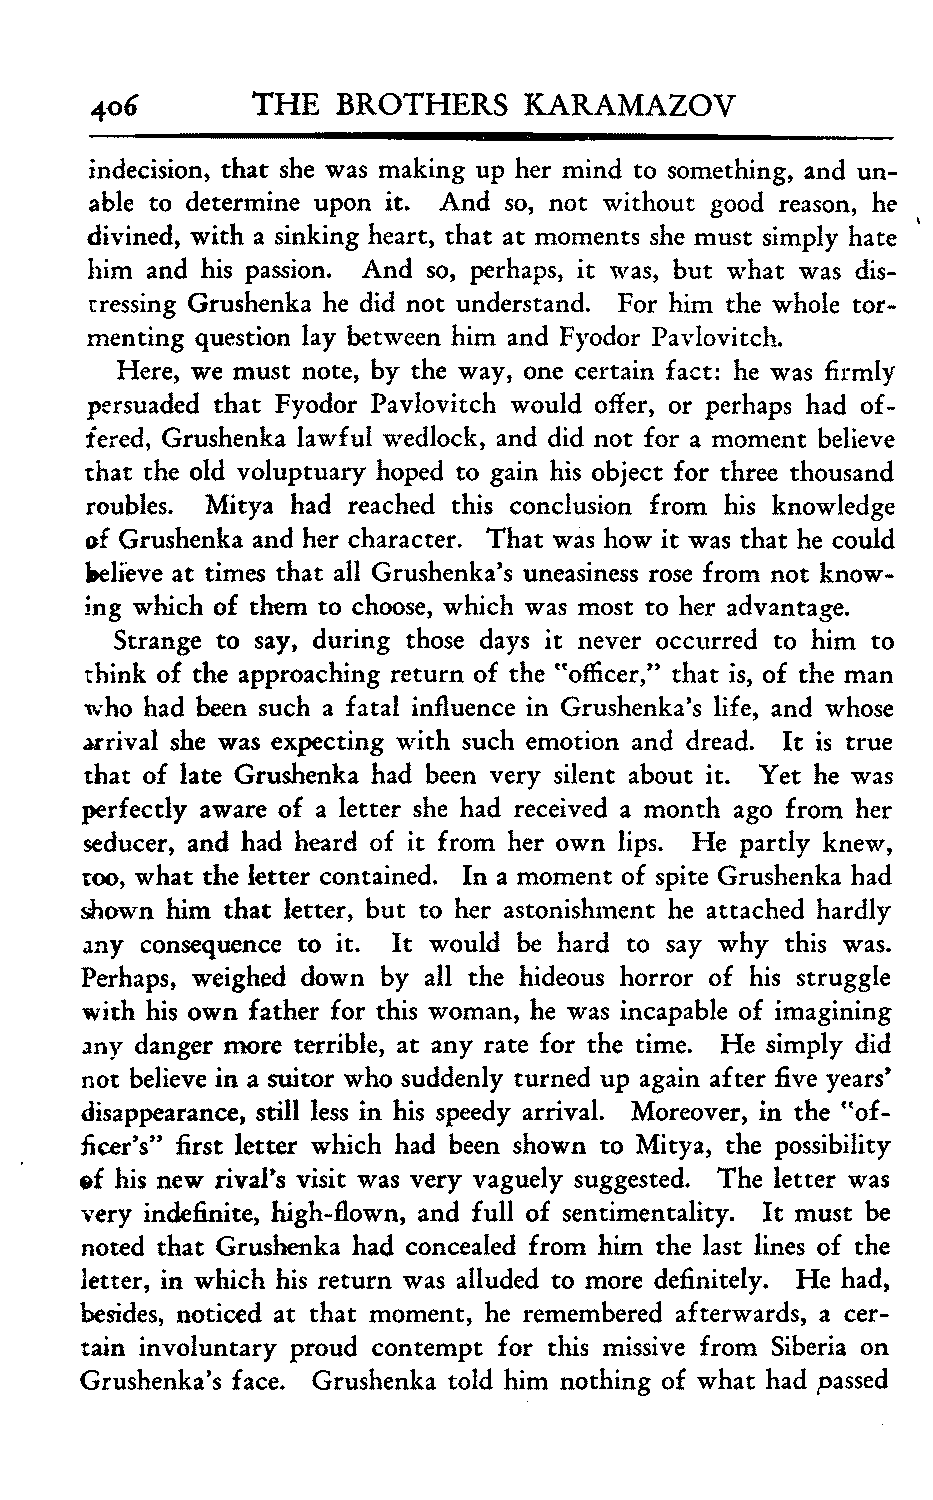 406 THE BROTHERS KARAMAZOV
indecision, that she was making up her mind to something, and un-
able to determine upon it. And so, not without good reason, he
divined, with a sinking heart, that at moments she must simply hate
him and his passion. And so, perhaps, it was, but what was dis-
tressing Grushenka he did not understand. For him the whole tor-
menting question lay between him and Fyodor Pavlovitch.
Here, we must note, by the way, one certain fact: he was firmly
persuaded that Fyodor Pavlovitch would offer, or perhaps had of-
fered, Grushenka lawful wedlock, and did not for a moment believe
that the old voluptuary hoped to gain his object for three thousand
roubles. Mitya had reached this conclusion from his knowledge
of Grushenka and her character. That was how it was that he could
believe at times that all Grushenka's uneasiness rose from not know-
ing which of them to choose, which was most to her advantage.
Strange to say, during those days it never occurred to him to
think of the approaching return of the "officer," that is, of the man
who had been such a fatal influence in Grushenka's life, and whose
arrival she was expecting with such emotion and dread. It is true
that of late Grushenka had been very silent about it. Yet he was
perfectly aware of a letter she had received a month ago from her
seducer, and had heard of it from her own lips. He partly knew,
too, what the letter contained. In a moment of spite Grushenka had
shown him that letter, but to her astonishment he attached hardly
any consequence to it. It would be hard to say why this was.
Perhaps, weighed down by all the hideous horror of his struggle
with his own father for this woman, he was incapable of imagining
any danger more terrible, at any rate for the time. He simply did
not believe in a suitor who suddenly turned up again after five years'
disappearance, still less in his speedy arrival. Moreover, in the "of-
ficer's" first letter which had been shown to Mitya, the possibility
of his new rival's visit was very vaguely suggested. The letter was
very indefinite, high-flown, and full of sentimentality. It must be
noted that Grushenka had concealed from him the last lines of the
letter, in which his return was alluded to more definitely. He had,
besides, noticed at that moment, he remembered afterwards, a cer-
tain involuntary proud contempt for this missive from Siberia on
Grushenka's face. Grushenka told him nothing of what had passed